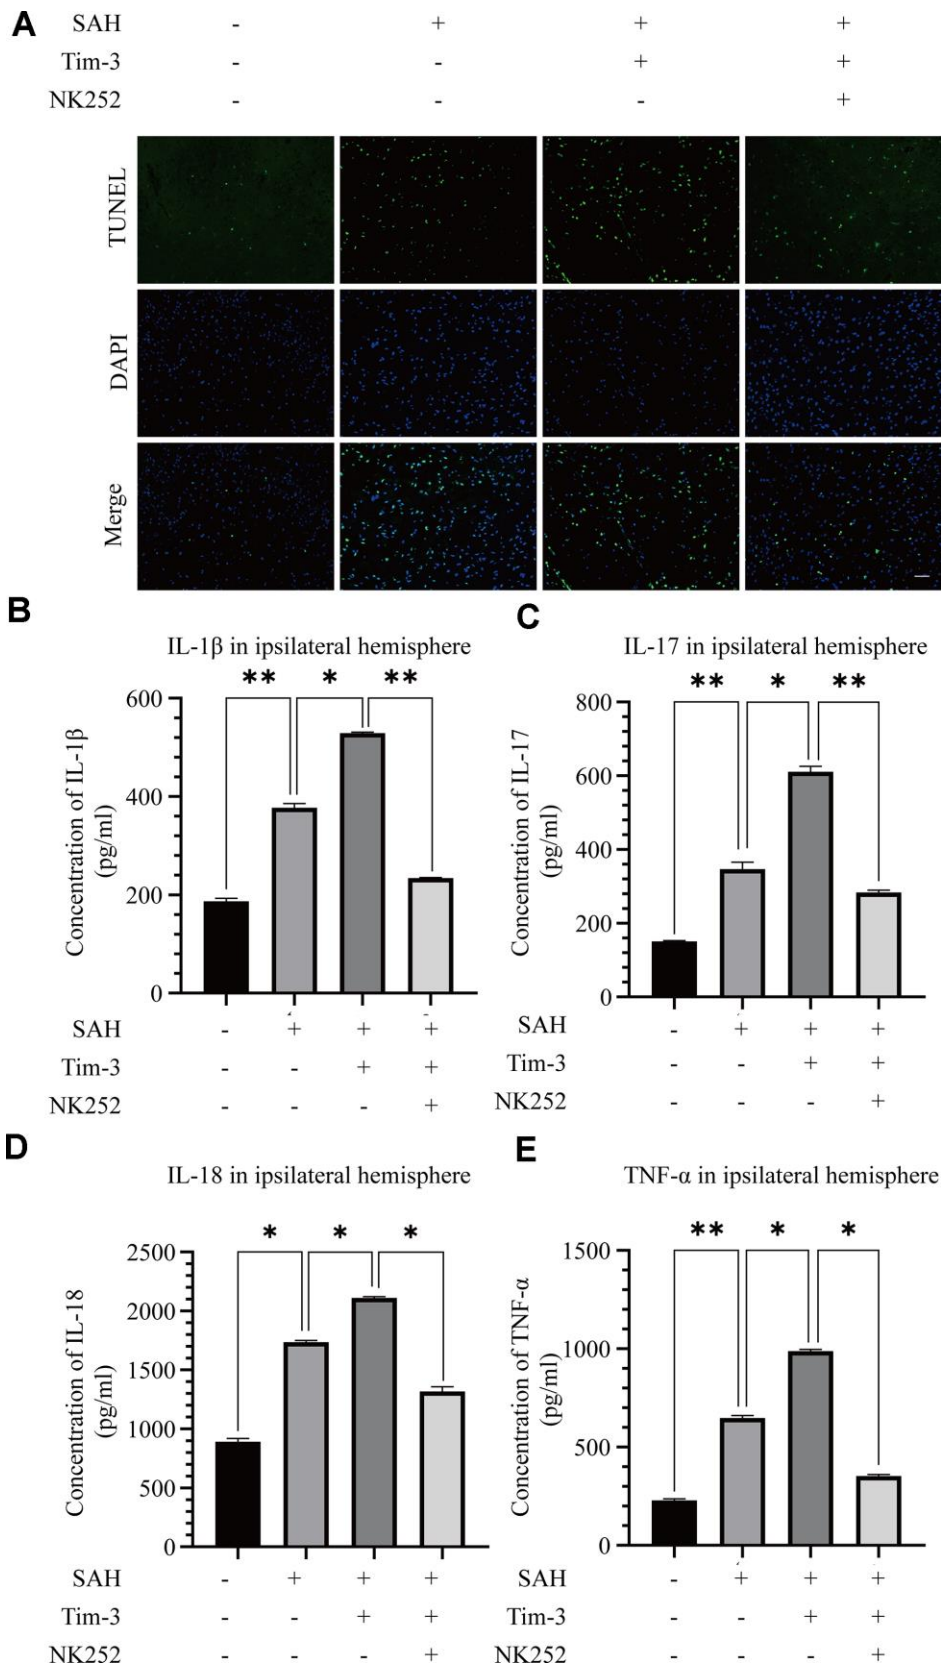 A
SAH - + + +
Tim-3 - - + +
NK252 - - - +
TUNEL
DAPI
Merge
B
IL-1β in ipsilateral hemisphere
** * **
Concentration of IL-1β
(pg/ml)
600
400
200
0
SAH - + + +
Tim-3 - - + +
NK252 - - - +
C
IL-17 in ipsilateral hemisphere
** * **
Concentration of IL-17
(pg/ml)
800
600
400
200
0
SAH - + + +
Tim-3 - - + +
NK252 - - - +
D
IL-18 in ipsilateral hemisphere
* * *
Concentration of IL-18
(pg/ml)
2500
2000
1500
1000
500
0
SAH - + + +
Tim-3 - - + +
NK252 - - - +
E
TNF-α in ipsilateral hemisphere
** * *
Concentration of TNF-α
(pg/ml)
1500
1000
500
0
SAH - + + +
Tim-3 - - + +
NK252 - - - +